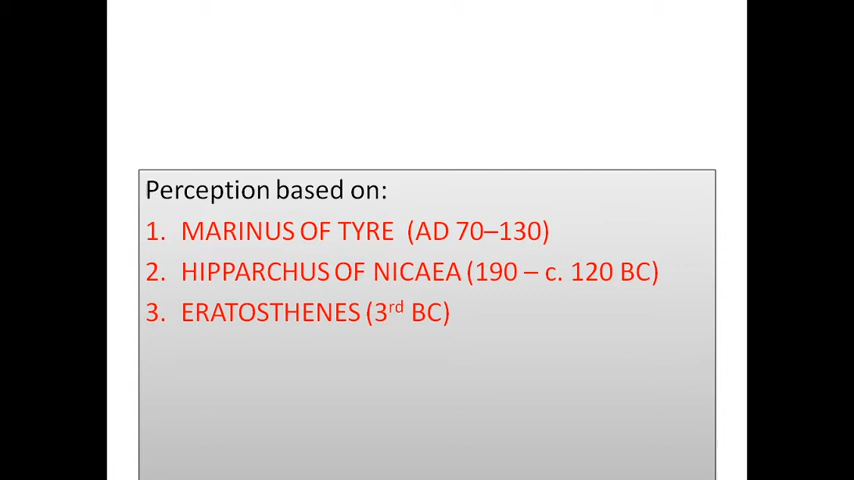 Perception based on:
1. MARINUS OF TYRE (AD 70–130)
2. HIPPARCHUS OF NICAEA (190 – c. 120 BC)
3. ERATOSTHENES (3rd BC)